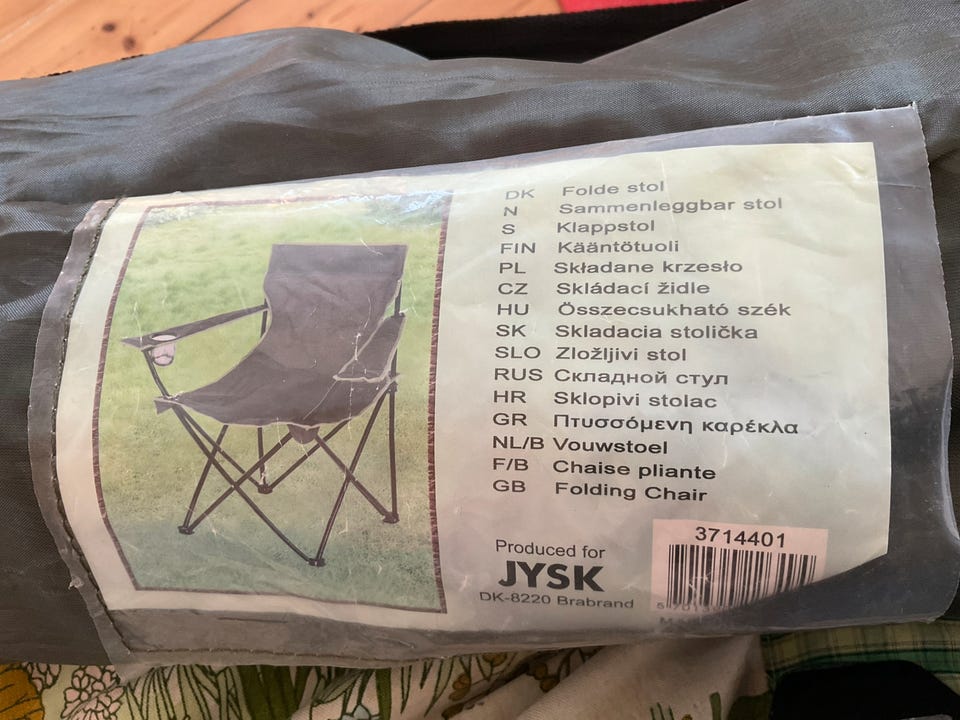 DK Folde stol
N Sammenleggbar stol
S Klappstol
FIN Kääntötuoli
PL Składane krzesło
CZ Skládací židle
HU Összecsukható szék
SK Skladacia stolička
SLO Zložljivi stol
RUS Складной стул
HR Sklopivi stolac
GR Πτυσσόμενη καρέκλα
NL/B Vouwstoel
F/B Chaise pliante
GB Folding Chair
3714401
Produced for
JYSK
DK-8220 Brabrand